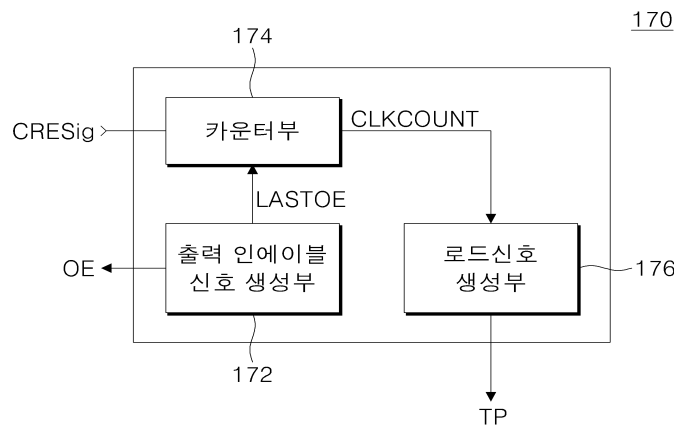 170
174
CRESig
카운터부
CLKCOUNT
LASTOE
OE
출력 인에이블
신호 생성부
로드신호
생성부
176
172
TP